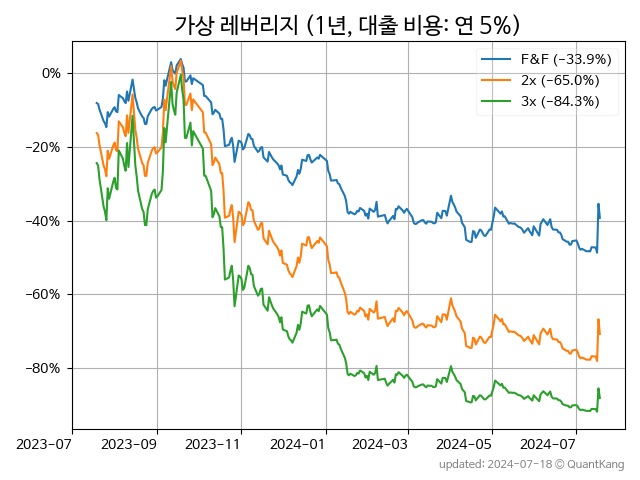 가상 레버리지 (1년, 대출 비용: 연 5%)
F&F (−33.9%)
2x (−65.0%)
3x (−84.3%)
0%
−20%
−40%
−60%
−80%
2023-07 2023-09 2023-11 2024-01 2024-03 2024-05 2024-07
updated: 2024-07-18 © QuantKang